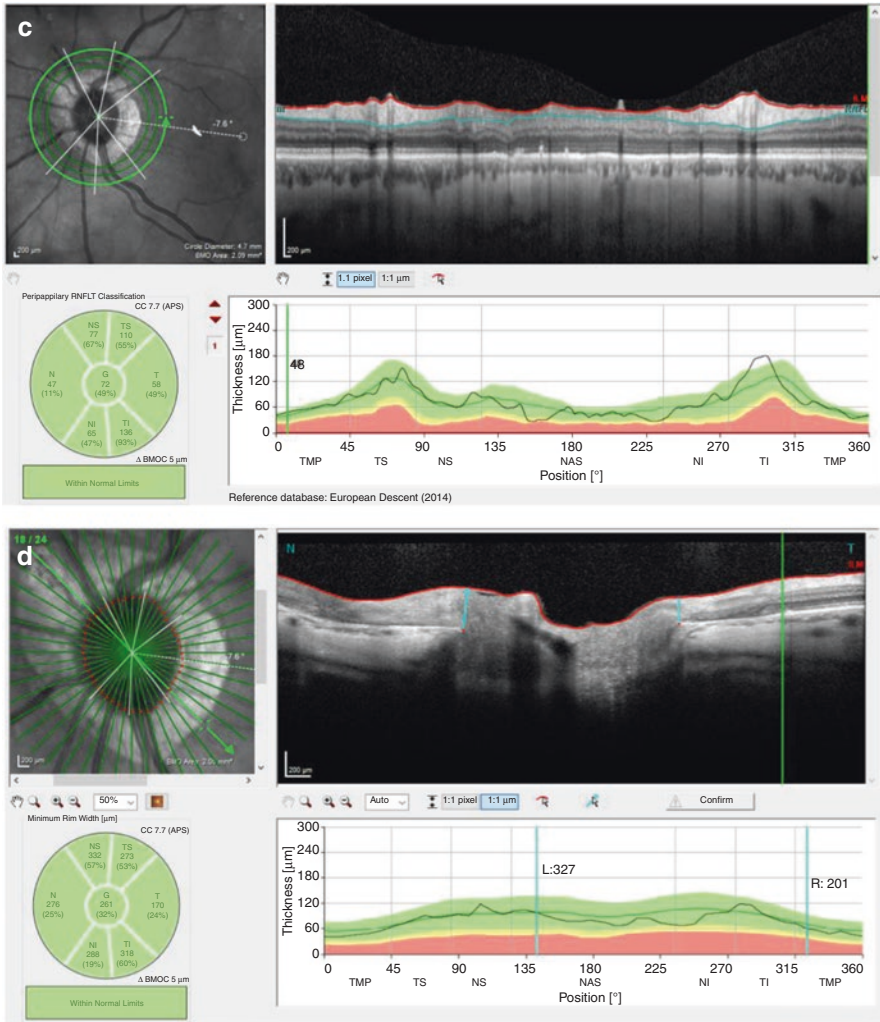 c
-7.6°
200 µm
Circle Diameter: 4.7 mm
BMO Area: 2.09 mm²
200 µm
1.1 pixel 1:1 µm
Peripappilary RNFLT Classification
CC 7.7 (APS)
NS
77
(67%)
TS
110
(55%)
N
47
(11%)
G
72
(49%)
T
58
(49%)
NI
65
(47%)
TI
136
(93%)
Δ BMOC 5 µm
Within Normal Limits
1
Thickness [µm]
300
240
180
120
60
0
0 45 90 135 180 225 270 315 360
TMP TS NS NAS NI TI TMP
Position [°]
Reference database: European Descent (2014)
18 / 24
d
-7.6°
200 µm
N
T
200 µm
50%
Auto
1:1 pixel 1:1 µm
Confirm
Minimum Rim Width [µm]
CC 7.7 (APS)
NS
332
(57%)
TS
273
(53%)
N
276
(25%)
G
261
(32%)
T
170
(24%)
NI
288
(19%)
TI
318
(60%)
Δ BMOC 5 µm
Within Normal Limits
Thickness [µm]
300
240
180
120
60
0
L:327
R: 201
0 45 90 135 180 225 270 315 360
TMP TS NS NAS NI TI TMP
Position [°]